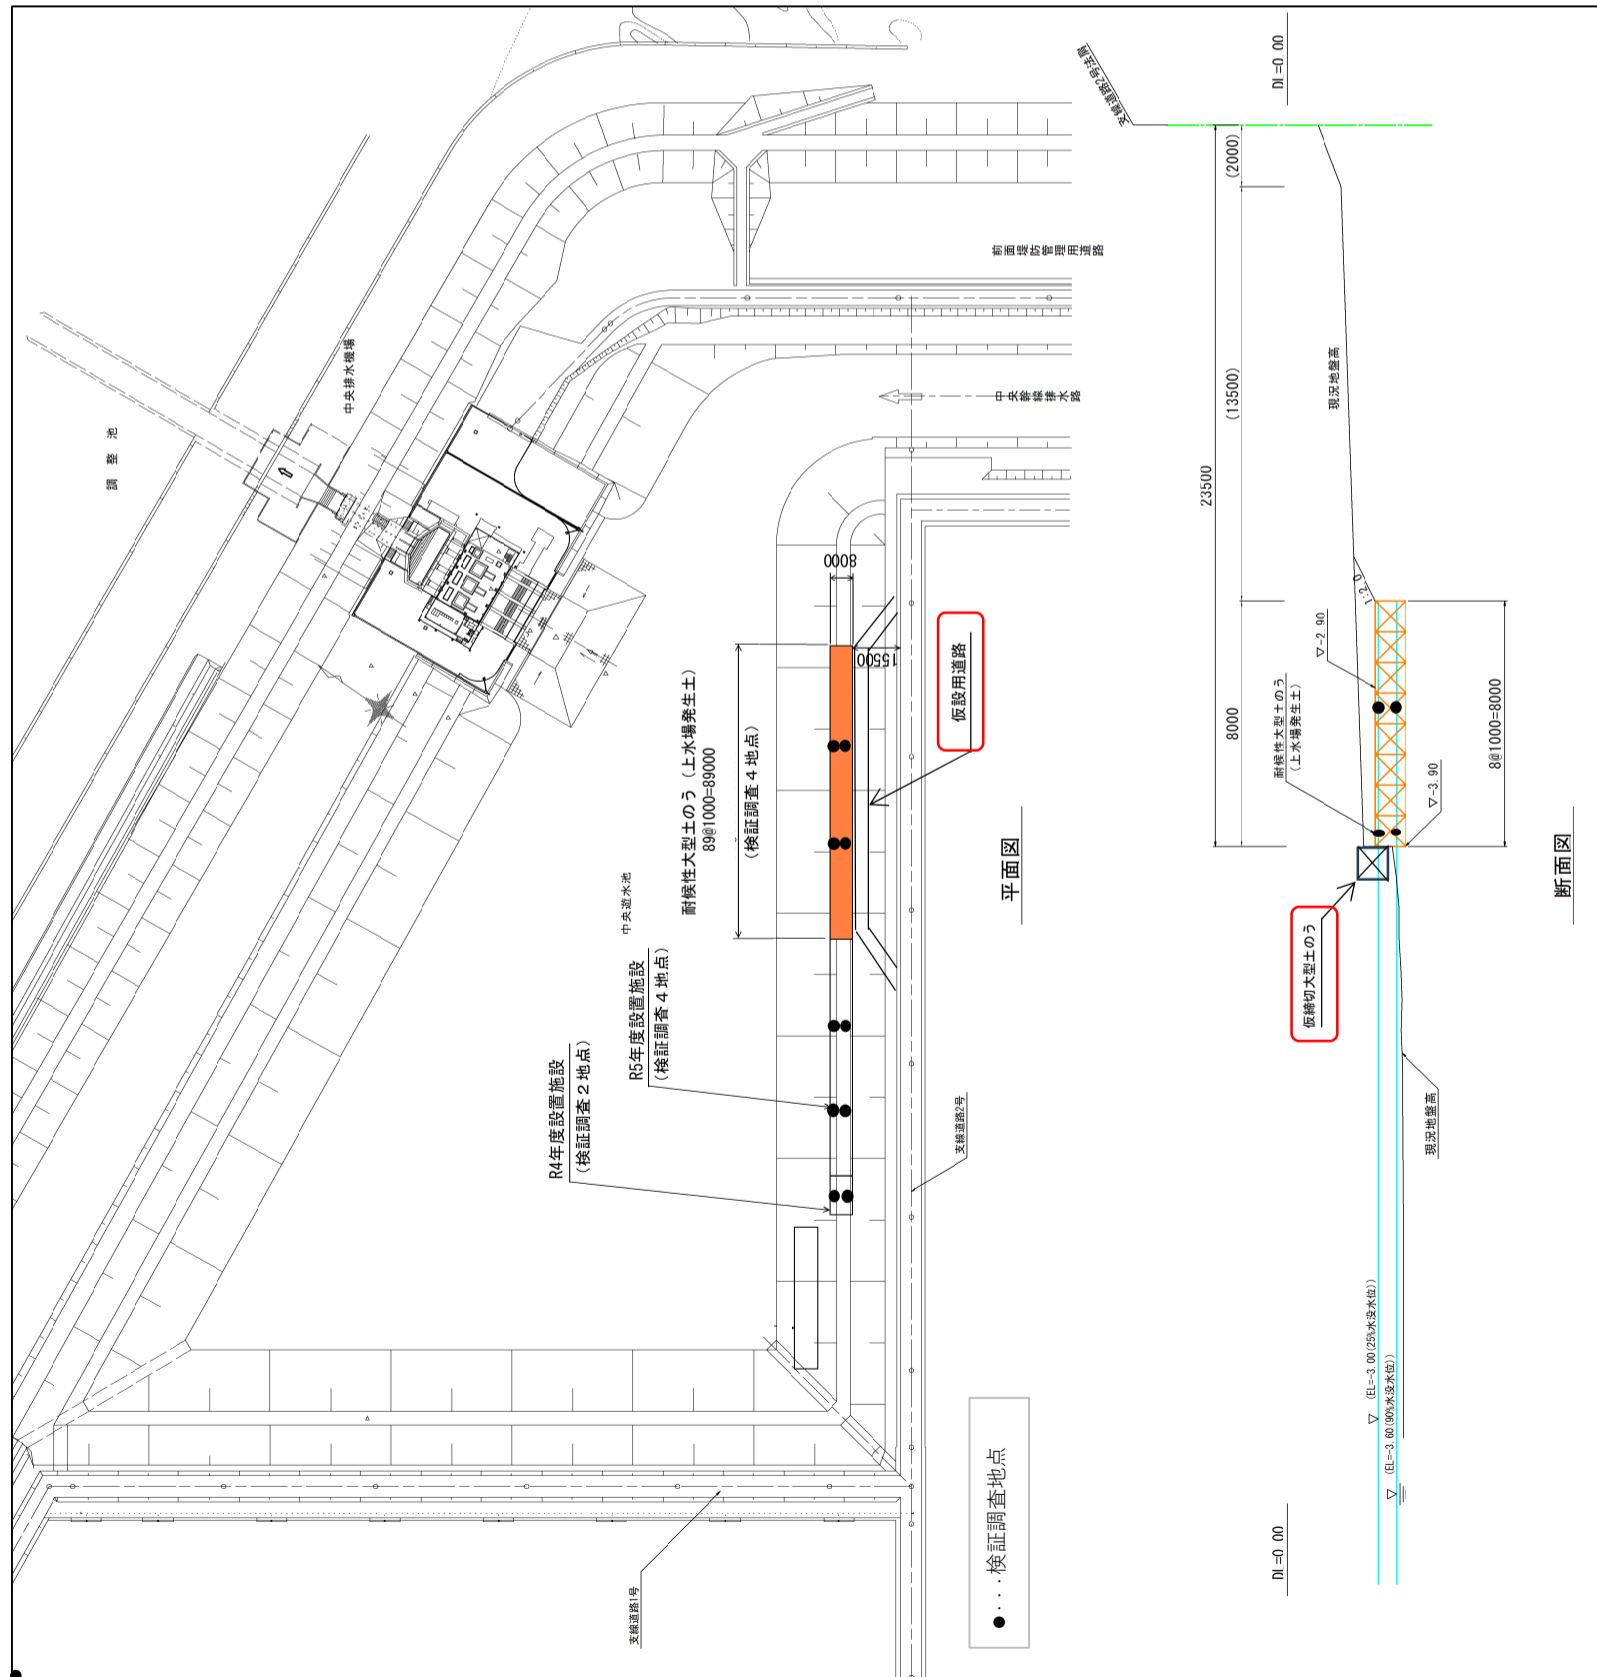 調整池
中央排水機場
前面堤防管理用道路
中央幹線排水路
中央遊水池
耐候性大型土のう（上水場発生土）
89@1000=89000
（検証調査４地点）
8000
15500
仮設用道路
R5年度設置施設
（検証調査４地点）
R4年度設置施設
（検証調査２地点）
支線道路2号
支線道路1号
平面図
●・・・検証調査地点
DL=0.00
支線道路2号法肩
23500
(2000)
(13500)
8000
現況地盤高
1:2.0
▽-2.90
耐候性大型土のう
（上水場発生土）
▽-3.90
8@1000=8000
仮締切大型土のう
現況地盤高
▽ (EL=-3.00(25%水没水位))
▽ (EL=-3.60(90%水没水位))
DL=0.00
断面図